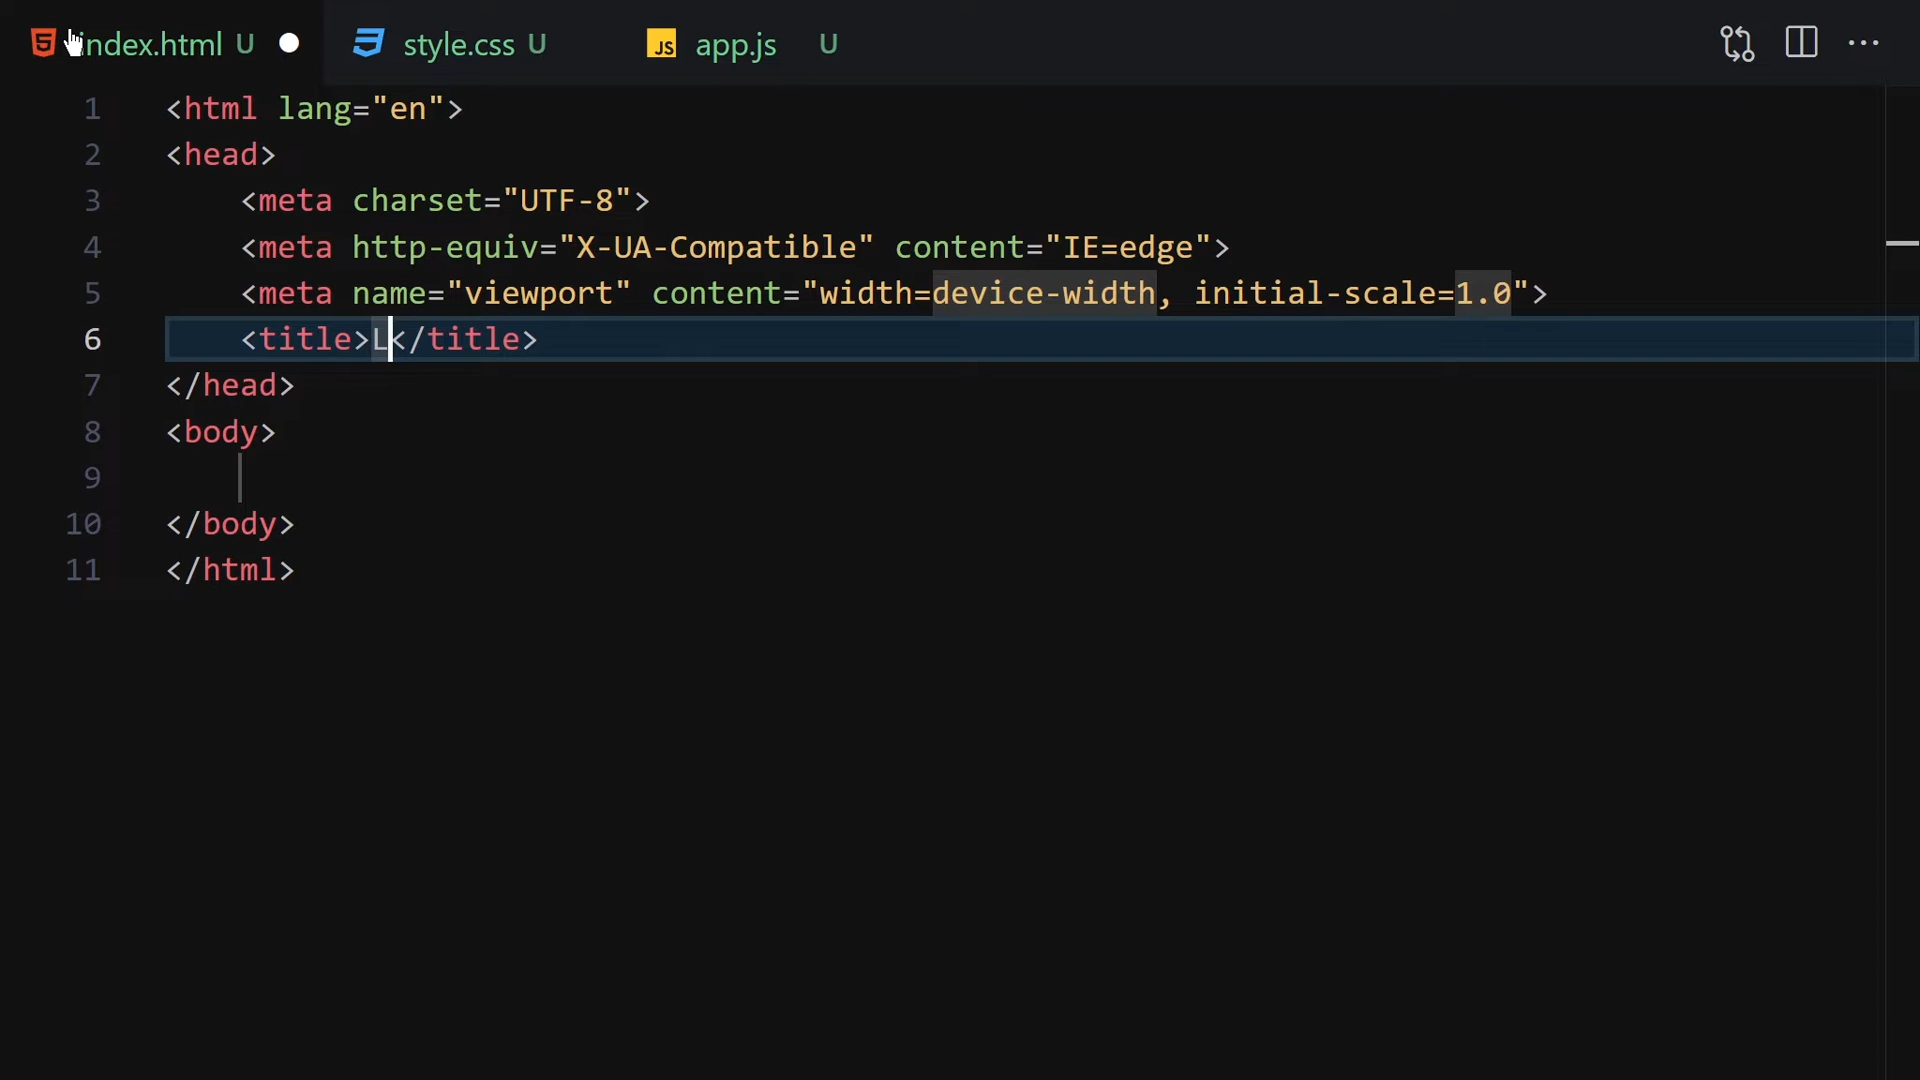 index.html U style.css U JS app.js U
1 <html lang="en">
2 <head>
3 <meta charset="UTF-8">
4 <meta http-equiv="X-UA-Compatible" content="IE=edge">
5 <meta name="viewport" content="width=device-width, initial-scale=1.0">
6 <title>L</title>
7 </head>
8 <body>
9
10 </body>
11 </html>